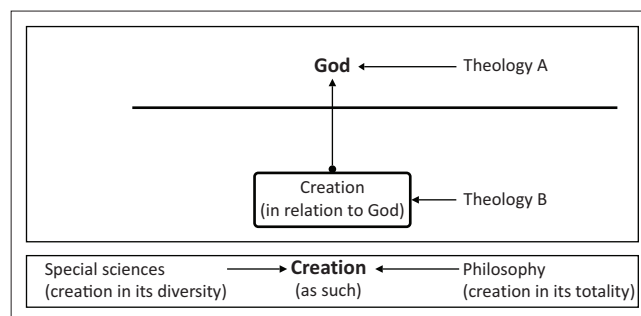 God
Theology A
Creation
(in relation to God)
Theology B
Special sciences
(creation in its diversity)
Creation
(as such)
Philosophy
(creation in its totality)